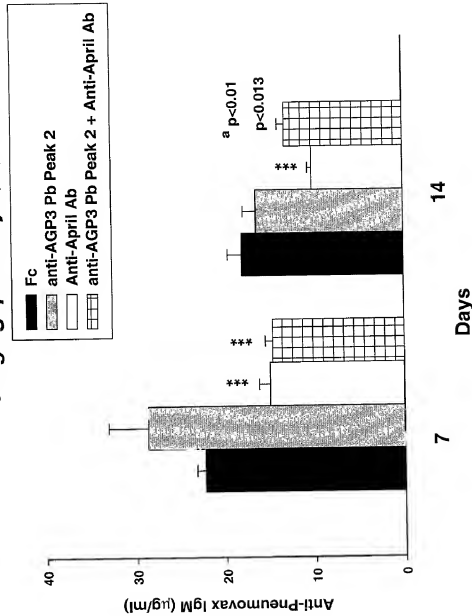 Fc
anti-AGP3 Pb Peak 2
Anti-April Ab
anti-AGP3 Pb Peak 2 + Anti-April Ab
Anti-Pneumovax IgM (µg/ml)
40
30
20
10
0
***
***
***
a p<0.01
p<0.013
7
14
Days